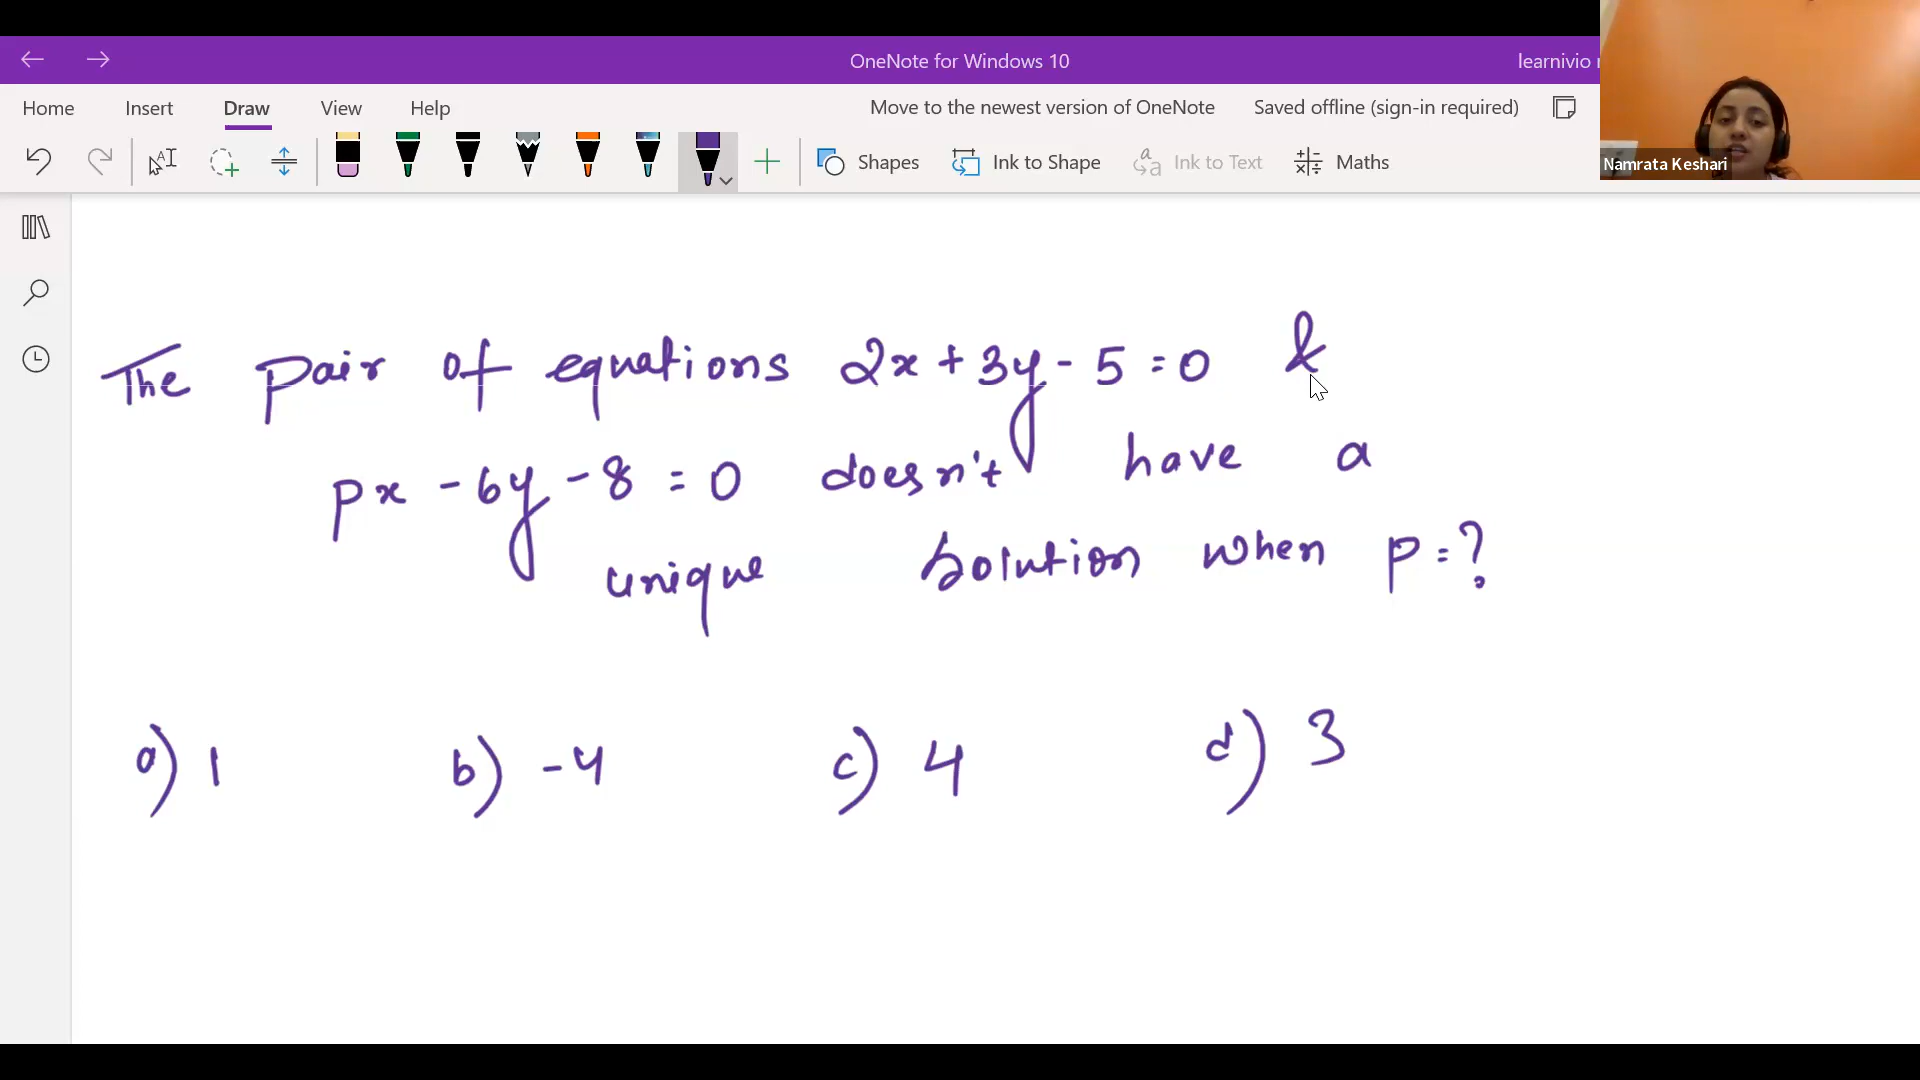 OneNote for Windows 10
learnivio
Home Insert Draw View Help Move to the newest version of OneNote Saved offline (sign-in required)
Shapes Ink to Shape Ink to Text Maths
Namrata Keshari
The pair of equations 2x + 3y - 5 = 0 &
px - 6y - 8 = 0 doesn't have a
unique solution when p = ?
a) 1 b) -4 c) 4 d) 3